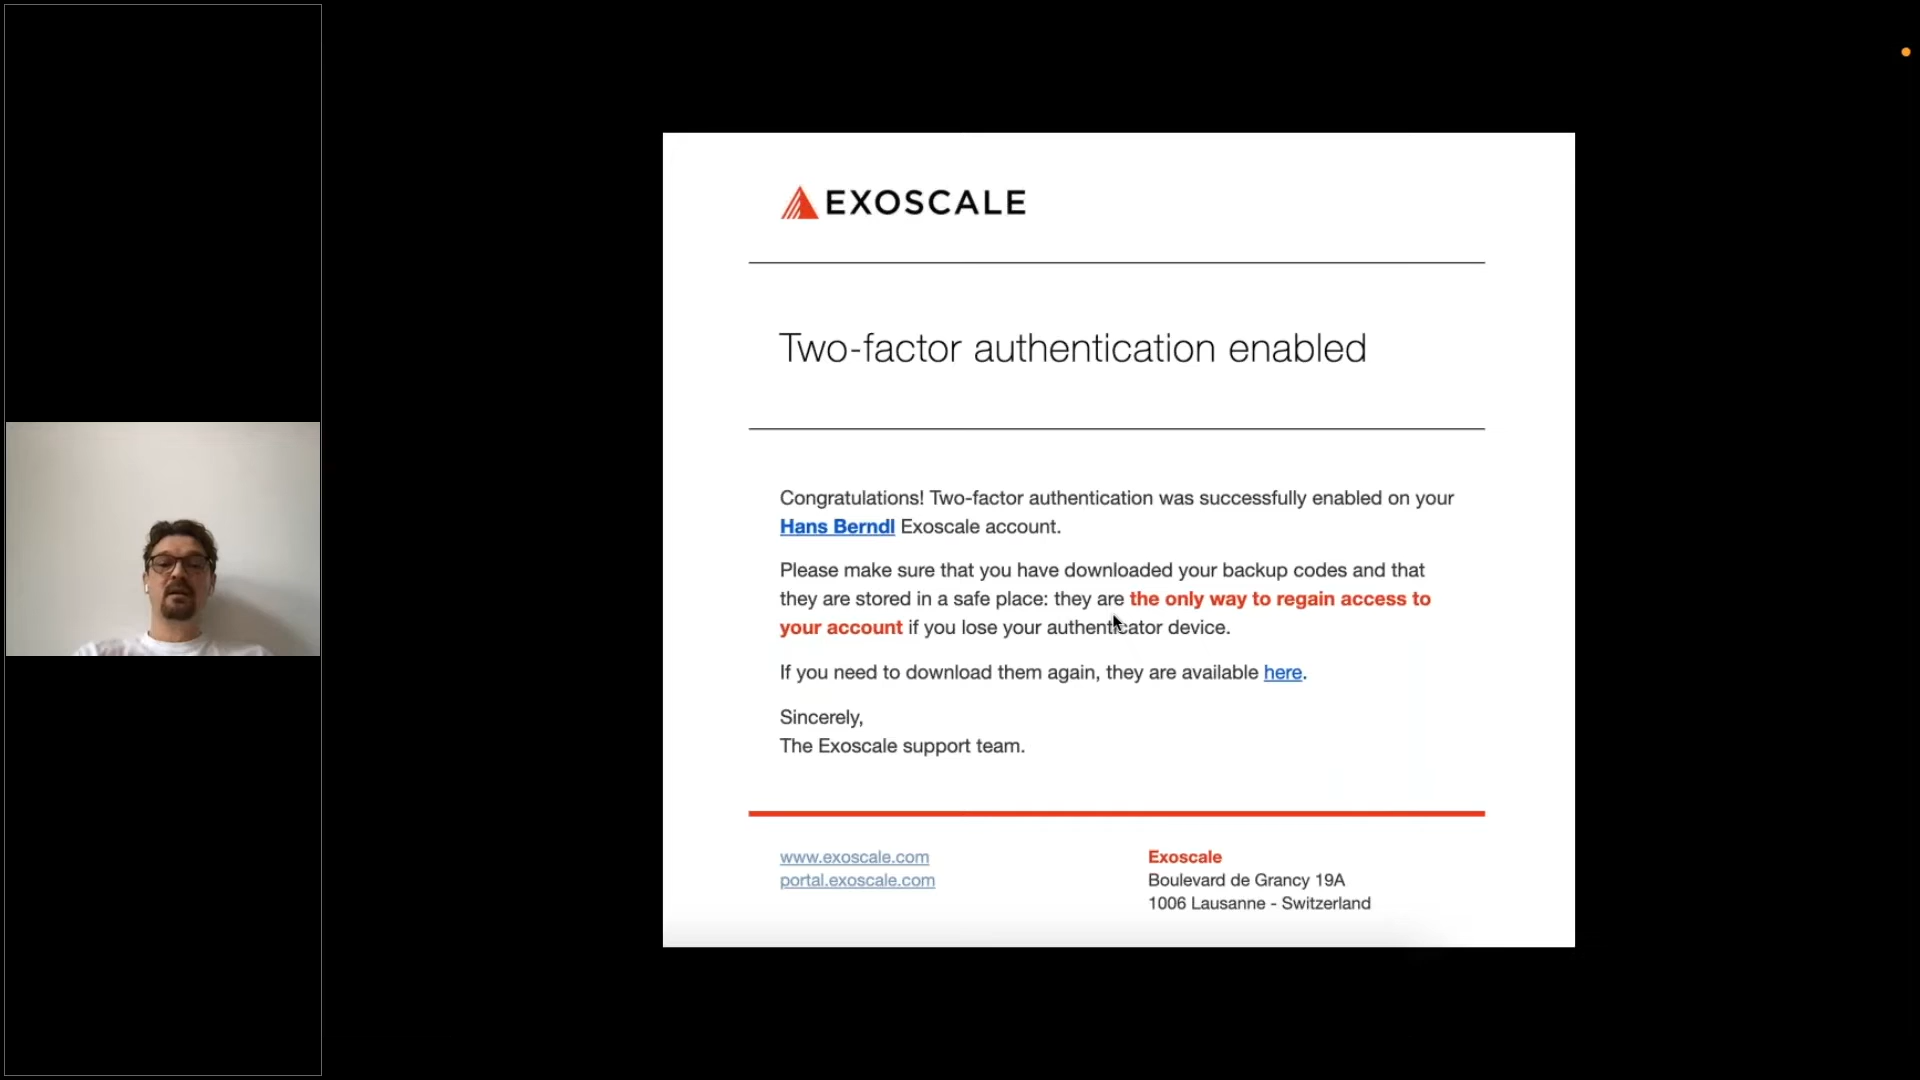 EXOSCALE
Two-factor authentication enabled
Congratulations! Two-factor authentication was successfully enabled on your
Hans Berndl Exoscale account.
Please make sure that you have downloaded your backup codes and that
they are stored in a safe place: they are the only way to regain access to
your account if you lose your authenticator device.
If you need to download them again, they are available here.
Sincerely,
The Exoscale support team.
www.exoscale.com
portal.exoscale.com
Exoscale
Boulevard de Grancy 19A
1006 Lausanne - Switzerland